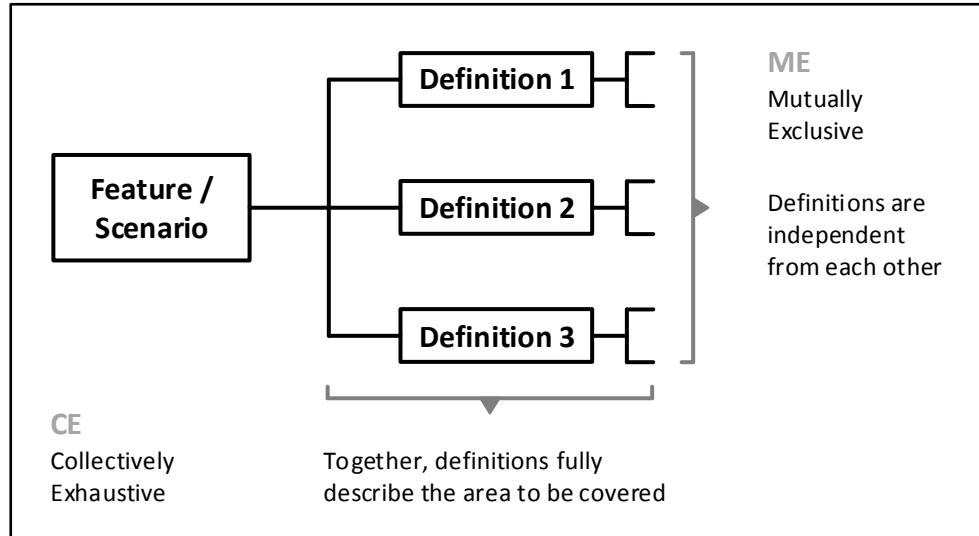 Feature /
Scenario
Definition 1
Definition 2
Definition 3
ME
Mutually
Exclusive
Definitions are
independent
from each other
CE
Collectively
Exhaustive
Together, definitions fully
describe the area to be covered